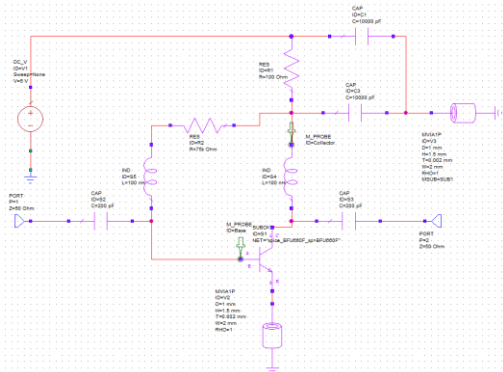 CAP
ID=C1
C=10000 pF
DC_V
ID=V1
Sweep=None
V=6 V
RES
ID=R1
R=100 Ohm
CAP
ID=C3
C=10000 pF
MVIA1P
ID=V3
D=1 mm
H=1.5 mm
T=0.002 mm
W=2 mm
RHO=1
MSUB=SUB1
RES
ID=R2
R=75k Ohm
M_PROBE
ID=Collector
IND
ID=S5
L=100 nH
IND
ID=S4
L=100 nH
PORT
P=1
Z=50 Ohm
CAP
ID=S2
C=200 pF
CAP
ID=S3
C=200 pF
M_PROBE
ID=Base
SUBCKT
ID=S1
NET="spice_BFU660F_spi+BFU660F"
PORT
P=2
Z=50 Ohm
MVIA1P
ID=V2
D=1 mm
H=1.5 mm
T=0.002 mm
W=2 mm
RHO=1